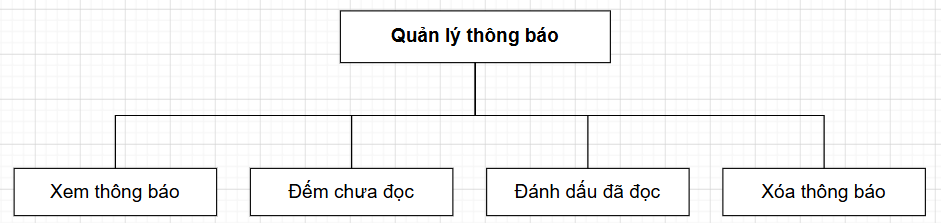 Quản lý thông báo
Xem thông báo
Đếm chưa đọc
Đánh dấu đã đọc
Xóa thông báo